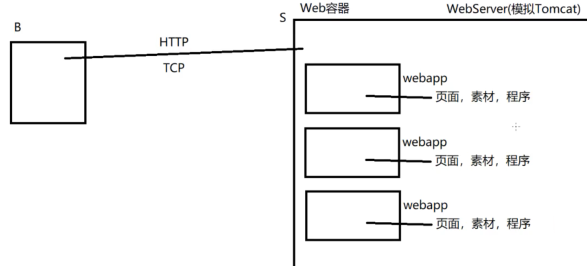 S
Web容器
WebServer(模拟Tomcat)
B
HTTP
TCP
webapp
页面，素材，程序
webapp
页面，素材，程序
webapp
页面，素材，程序